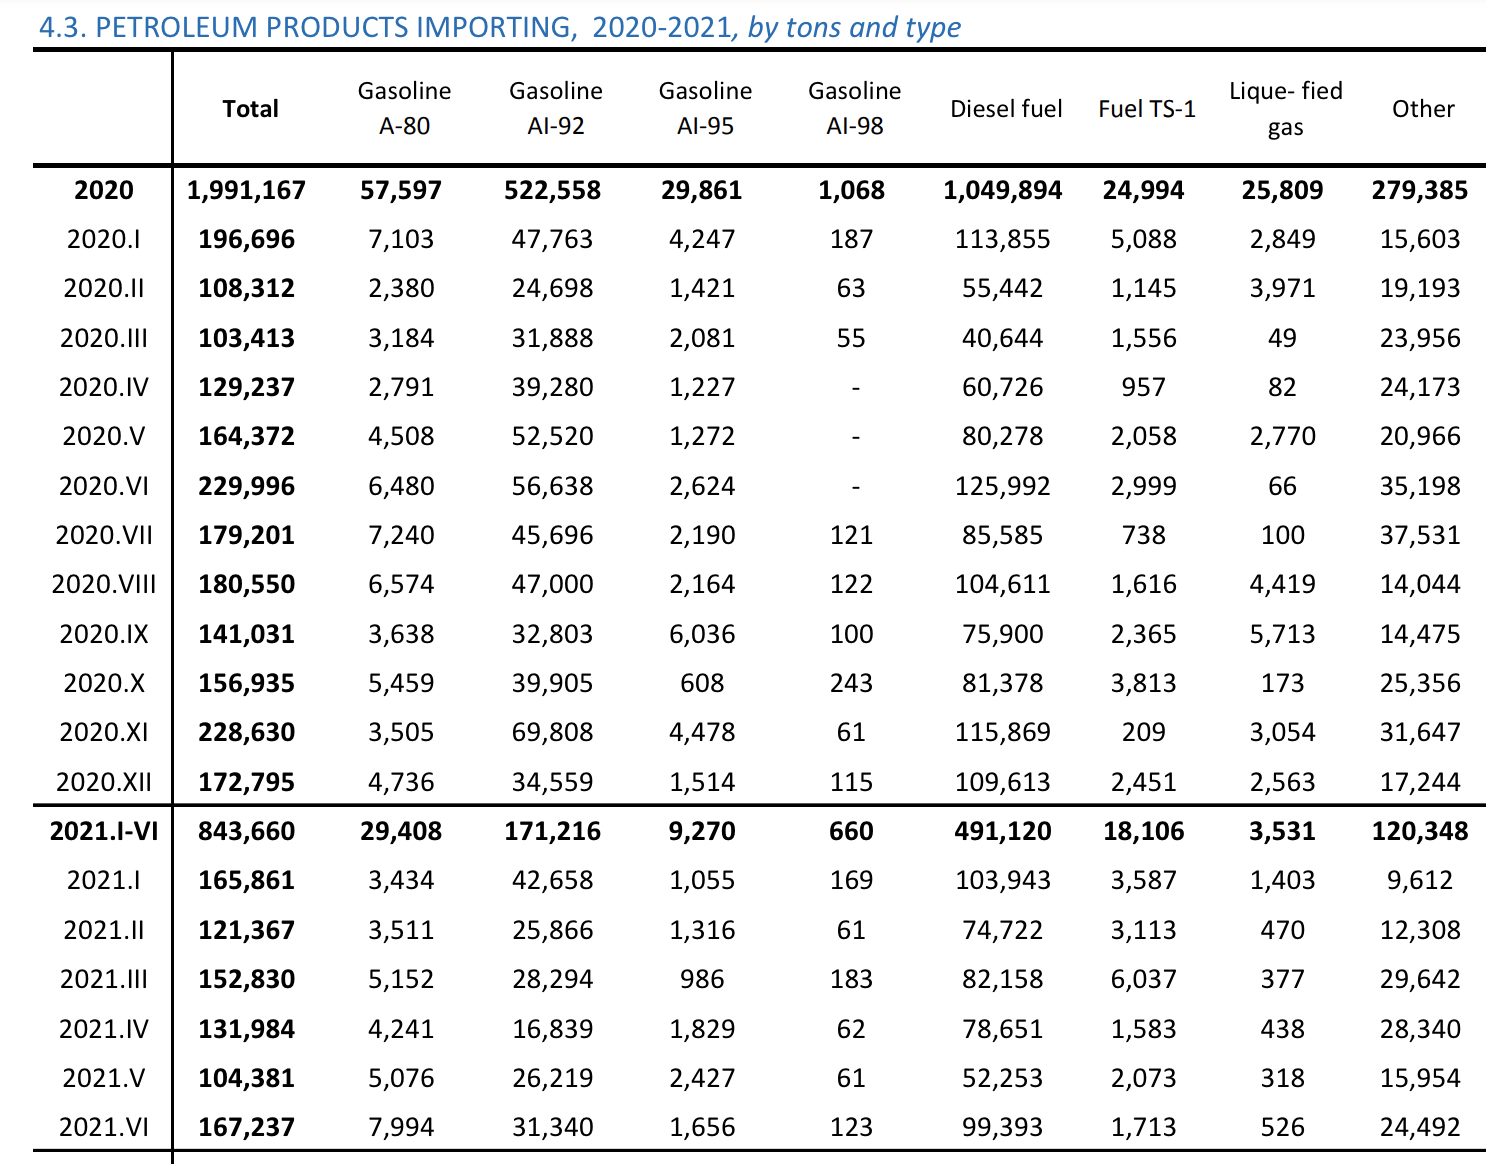 4.3. PETROLEUM PRODUCTS IMPORTING, 2020-2021, by tons and type
Total Gasoline A-80 Gasoline AI-92 Gasoline AI-95 Gasoline AI-98 Diesel fuel Fuel TS-1 Lique- fied gas Other
2020 1,991,167 57,597 522,558 29,861 1,068 1,049,894 24,994 25,809 279,385
2020.I 196,696 7,103 47,763 4,247 187 113,855 5,088 2,849 15,603
2020.II 108,312 2,380 24,698 1,421 63 55,442 1,145 3,971 19,193
2020.III 103,413 3,184 31,888 2,081 55 40,644 1,556 49 23,956
2020.IV 129,237 2,791 39,280 1,227 - 60,726 957 82 24,173
2020.V 164,372 4,508 52,520 1,272 - 80,278 2,058 2,770 20,966
2020.VI 229,996 6,480 56,638 2,624 - 125,992 2,999 66 35,198
2020.VII 179,201 7,240 45,696 2,190 121 85,585 738 100 37,531
2020.VIII 180,550 6,574 47,000 2,164 122 104,611 1,616 4,419 14,044
2020.IX 141,031 3,638 32,803 6,036 100 75,900 2,365 5,713 14,475
2020.X 156,935 5,459 39,905 608 243 81,378 3,813 173 25,356
2020.XI 228,630 3,505 69,808 4,478 61 115,869 209 3,054 31,647
2020.XII 172,795 4,736 34,559 1,514 115 109,613 2,451 2,563 17,244
2021.I-VI 843,660 29,408 171,216 9,270 660 491,120 18,106 3,531 120,348
2021.I 165,861 3,434 42,658 1,055 169 103,943 3,587 1,403 9,612
2021.II 121,367 3,511 25,866 1,316 61 74,722 3,113 470 12,308
2021.III 152,830 5,152 28,294 986 183 82,158 6,037 377 29,642
2021.IV 131,984 4,241 16,839 1,829 62 78,651 1,583 438 28,340
2021.V 104,381 5,076 26,219 2,427 61 52,253 2,073 318 15,954
2021.VI 167,237 7,994 31,340 1,656 123 99,393 1,713 526 24,492